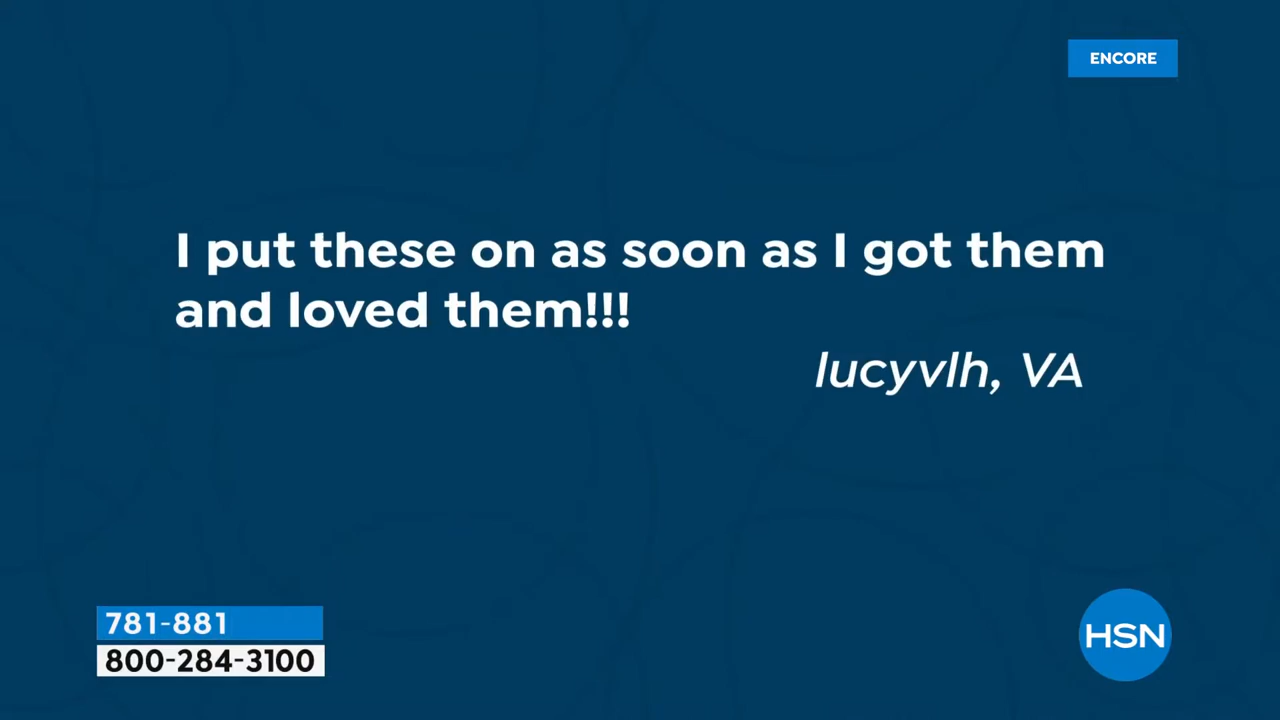 ENCORE
I put these on as soon as I got them
and loved them!!!
lucyvlh, VA
781-881
800-284-3100
HSN